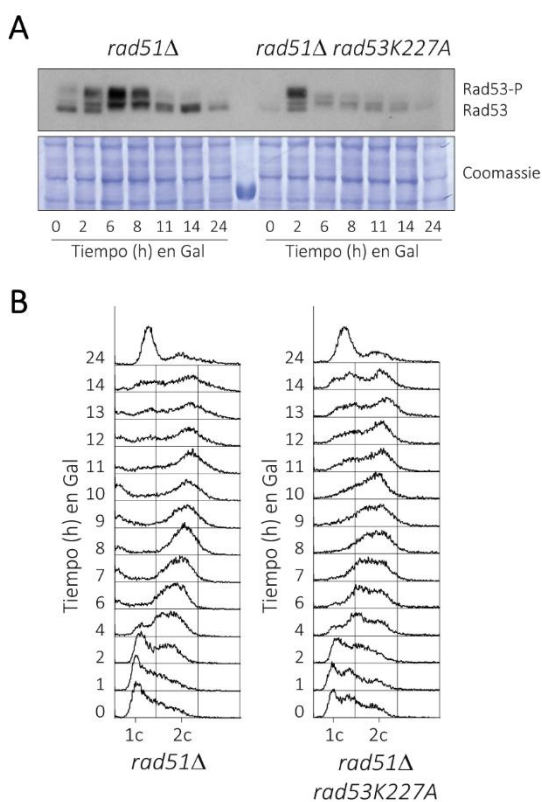 A
rad51Δ rad51Δ rad53K227A
Rad53-P
Rad53
Coomassie
0 2 6 8 11 14 24 0 2 6 8 11 14 24
Tiempo (h) en Gal Tiempo (h) en Gal
B
Tiempo (h) en Gal
24
14
13
12
11
10
9
8
7
6
4
2
1
0
1c 2c
rad51Δ
Tiempo (h) en Gal
24
14
13
12
11
10
9
8
7
6
4
2
1
0
1c 2c
rad51Δ
rad53K227A